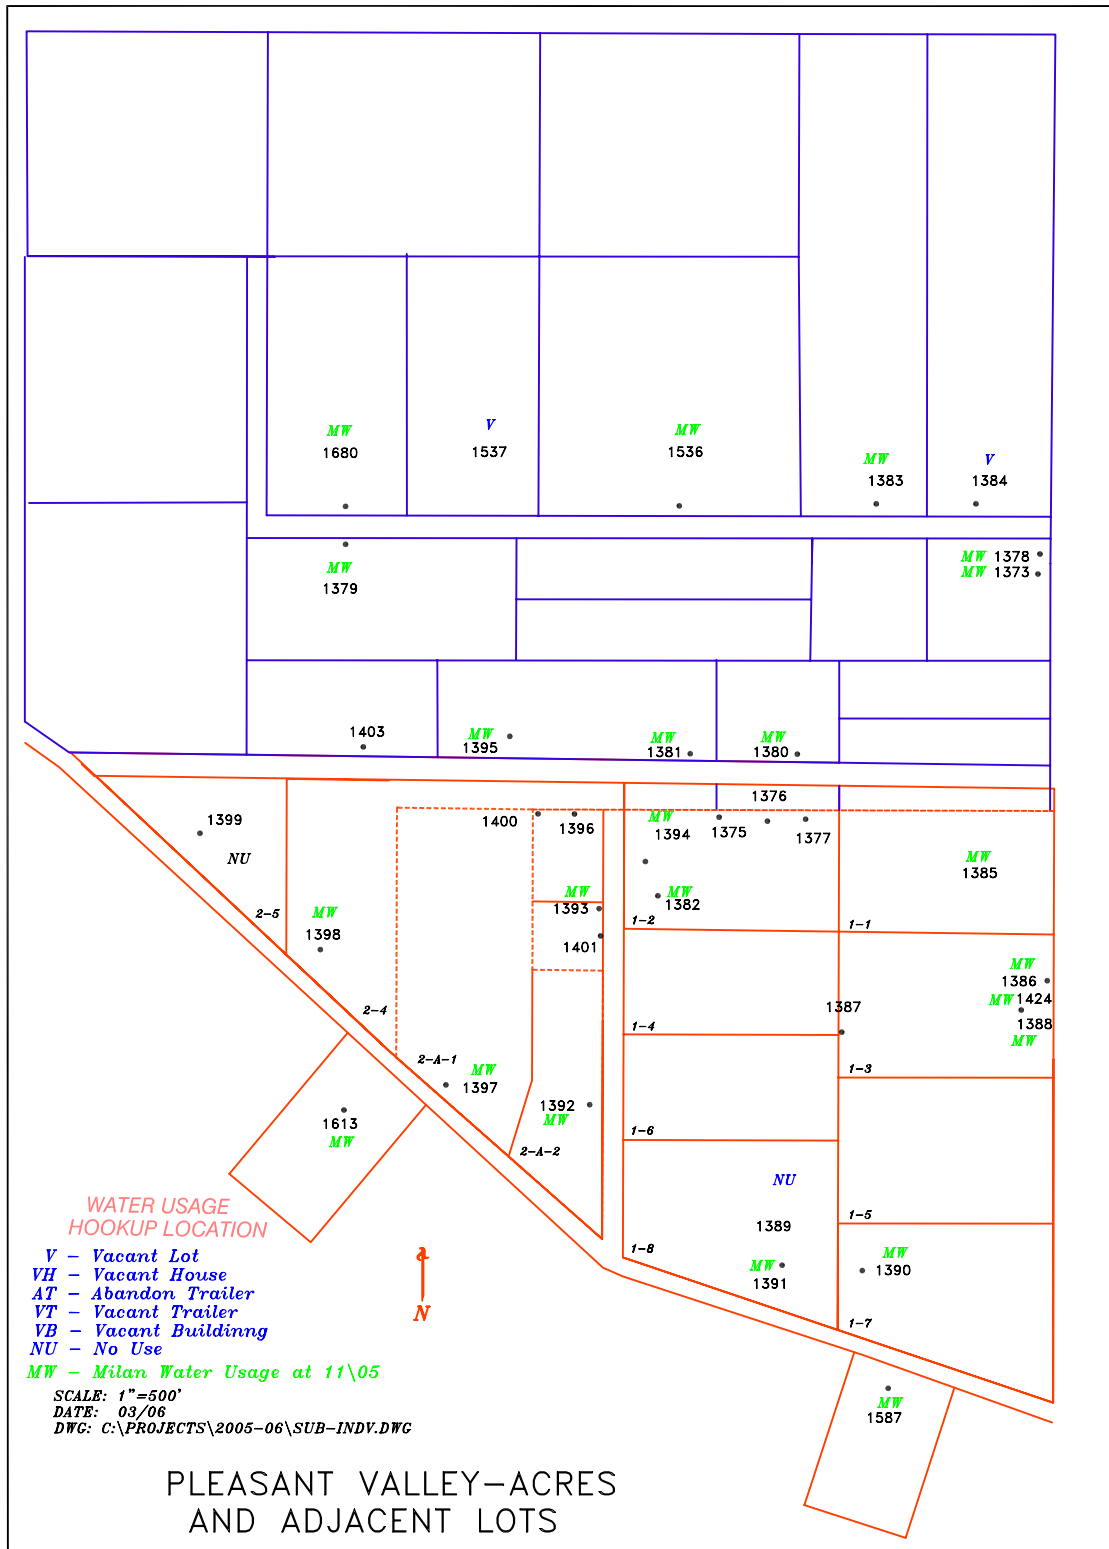 V
MW
MW
1680
1537
1536
MW
V
1383
1384
MW 1378
MW
MW 1373
1379
1403
MW
MW
MW
1395
1381
1380
1376
1399
1400
1396
MW
1394
1375
1377
NU
MW
1385
MW
MW
1393
1382
2-5
MW
1-2
1-1
1398
1401
MW
1386
MW 1424
2-4
1387
1388
1-4
MW
2-A-1
MW
1-3
1397
1392
1613
MW
MW
1-6
2-A-2
NU
WATER USAGE
HOOKUP LOCATION
1389
1-5
1-8
MW
V - Vacant Lot
MW
1390
VH - Vacant House
1391
AT - Abandon Trailer
VT - Vacant Trailer
N
1-7
VB - Vacant Buildinng
NU - No Use
MW - Milan Water Usage at 11\05
SCALE: 1"=500'
MW
DATE: 03/06
1587
DWG: C:\PROJECTS\2005-06\SUB-INDV.DWG
PLEASANT VALLEY-ACRES
AND ADJACENT LOTS